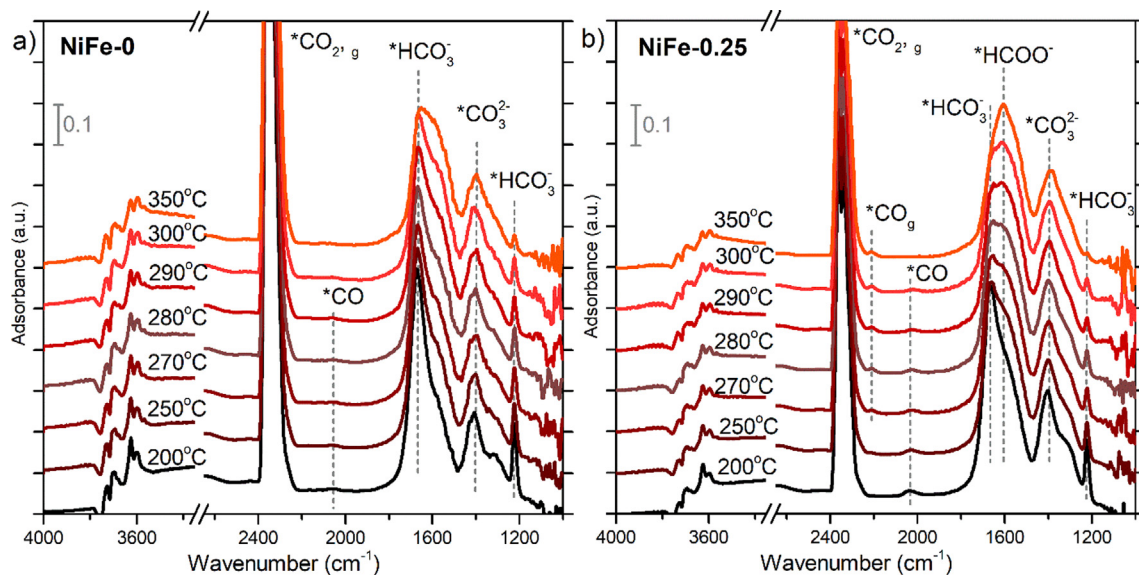 a) NiFe-0
*CO₂, g
*HCO₃⁻
*CO₃²⁻
*HCO₃⁻
0.1
350°C
300°C
290°C
280°C
270°C
250°C
200°C
*CO
Adsorbance (a.u.)
4000 3600 2400 2000 1600 1200
Wavenumber (cm⁻¹)
b) NiFe-0.25
*CO₂, g
*HCOO⁻
*HCO₃⁻
*CO₃²⁻
*HCO₃⁻
0.1
350°C
300°C
290°C
280°C
270°C
250°C
200°C
*CO_g
*CO
Adsorbance (a.u.)
4000 3600 2400 2000 1600 1200
Wavenumber (cm⁻¹)